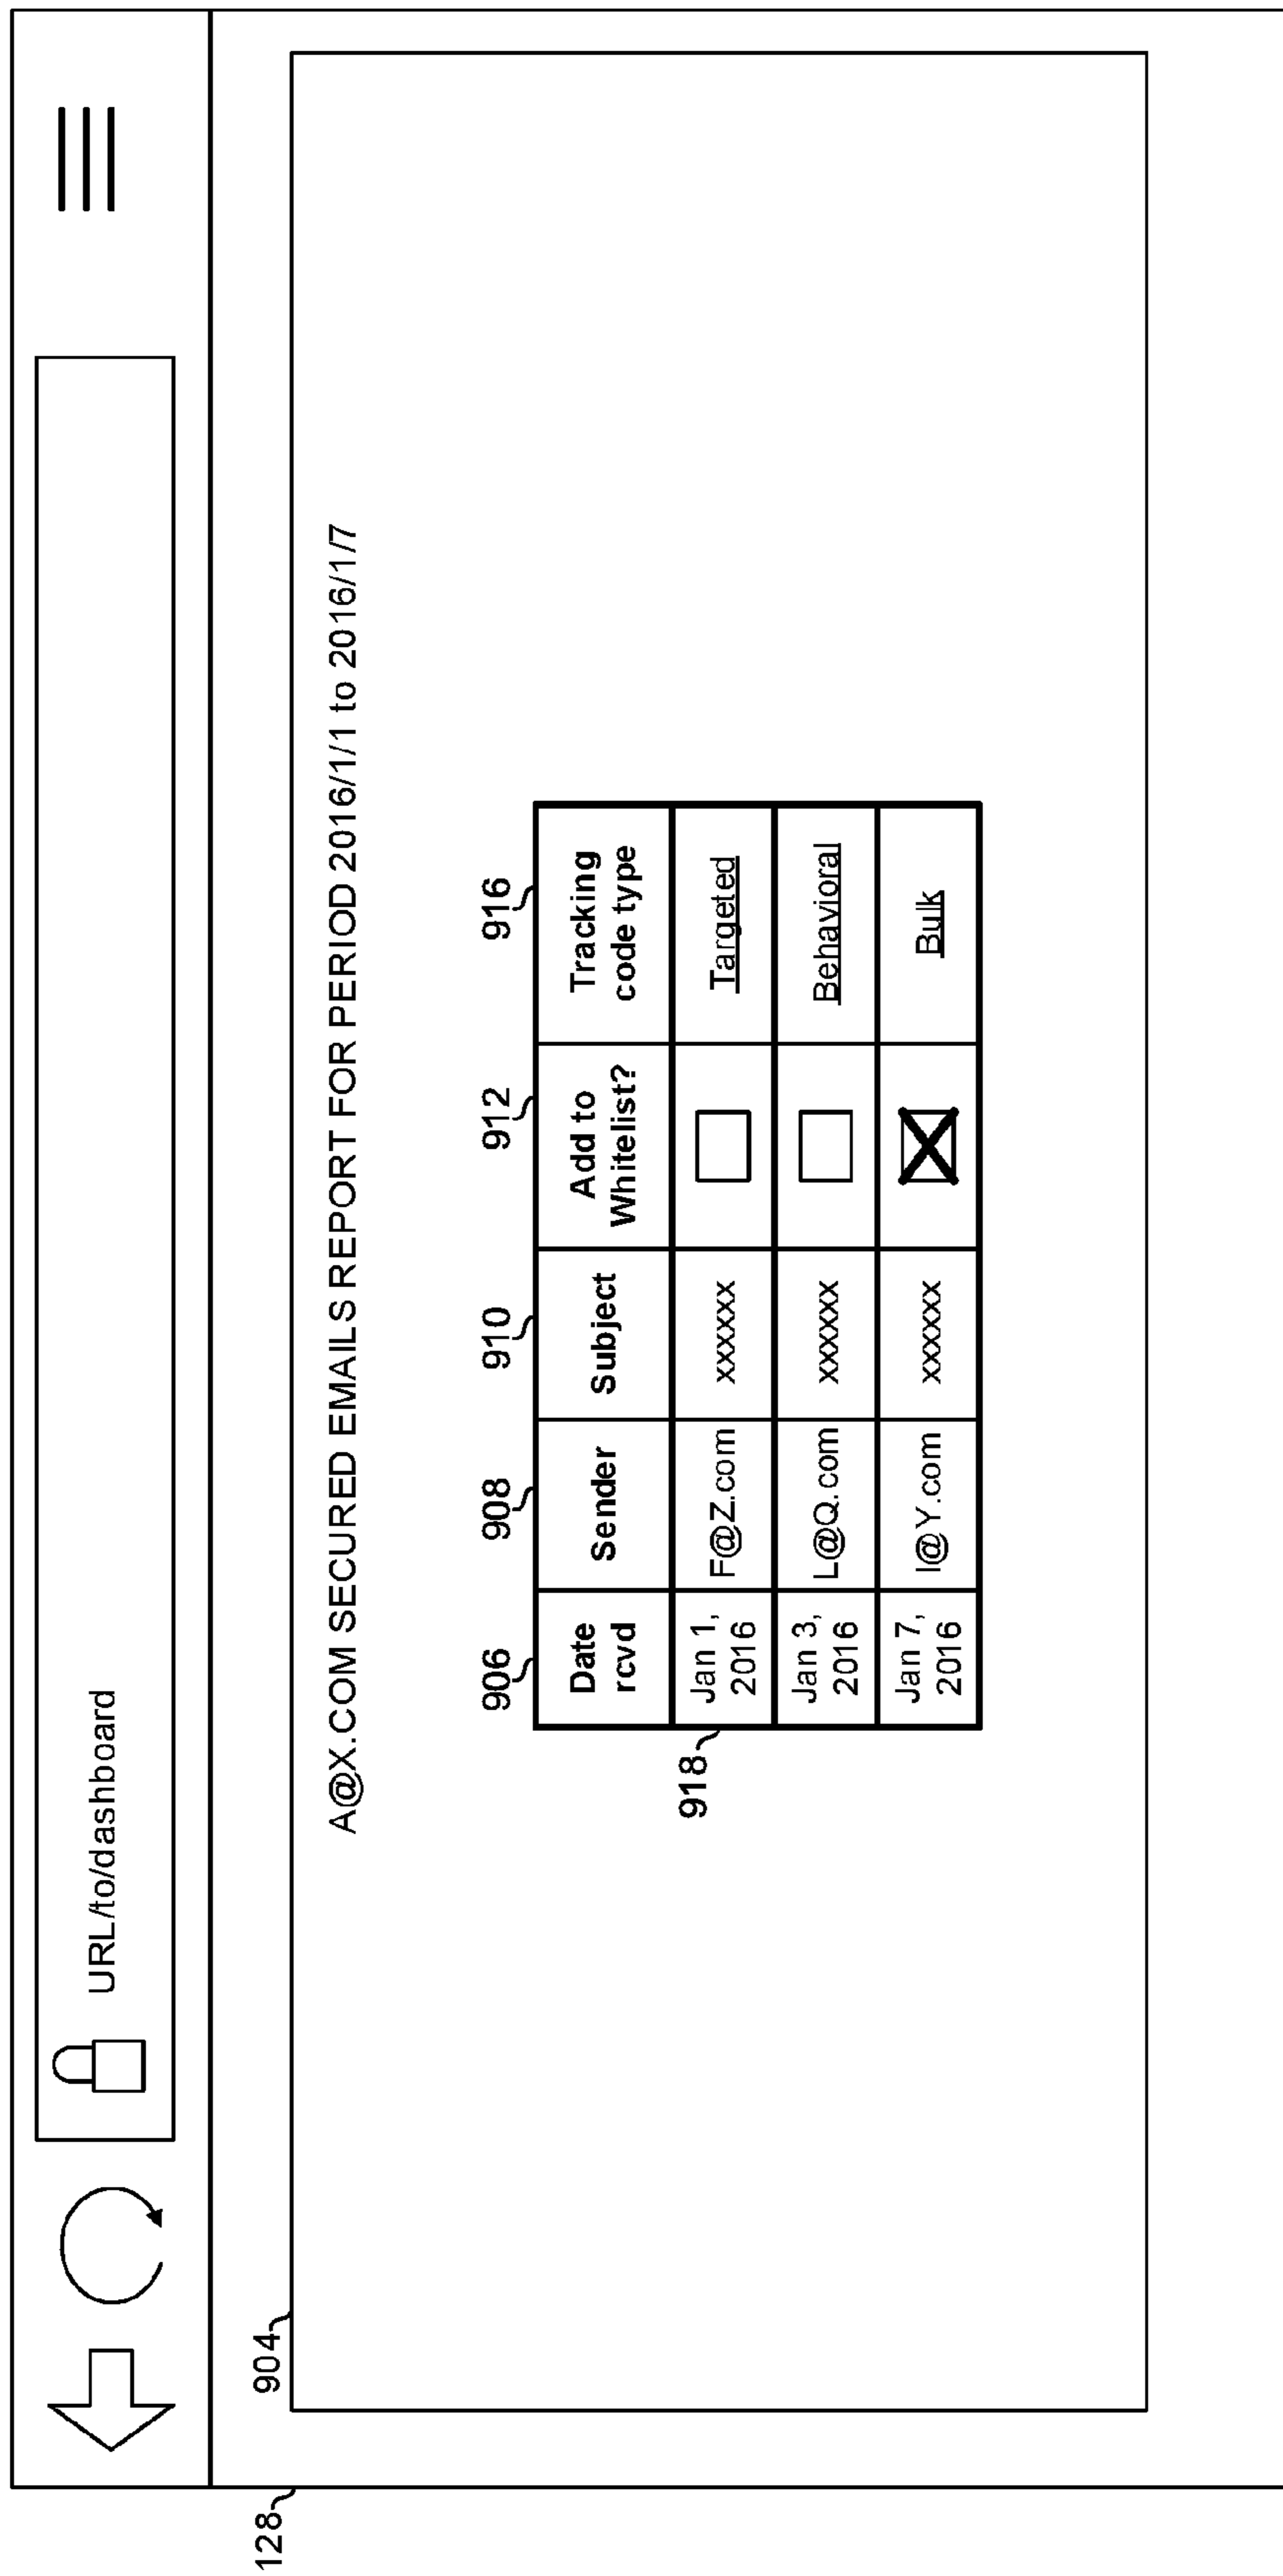 URL/to/dashboard
128
904
A@X.COM SECURED EMAILS REPORT FOR PERIOD 2016/1/1 to 2016/1/7
906 908 910 912 916
Date rcvd Sender Subject Add to Whitelist? Tracking code type
918
Jan 1, 2016 F@Z.com xxxxxx Targeted
Jan 3, 2016 L@Q.com xxxxxx Behavioral
Jan 7, 2016 I@Y.com xxxxxx Bulk